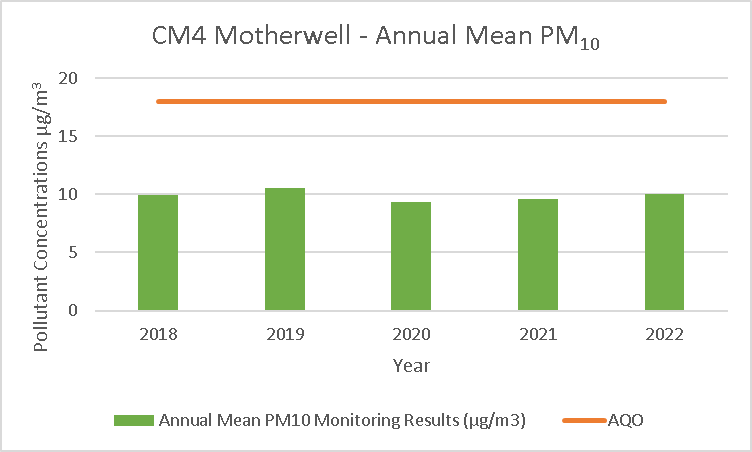 CM4 Motherwell - Annual Mean PM₁₀
Pollutant Concentrations µg/m³
20
15
10
5
0
2018 2019 2020 2021 2022
Year
Annual Mean PM10 Monitoring Results (µg/m3) AQO